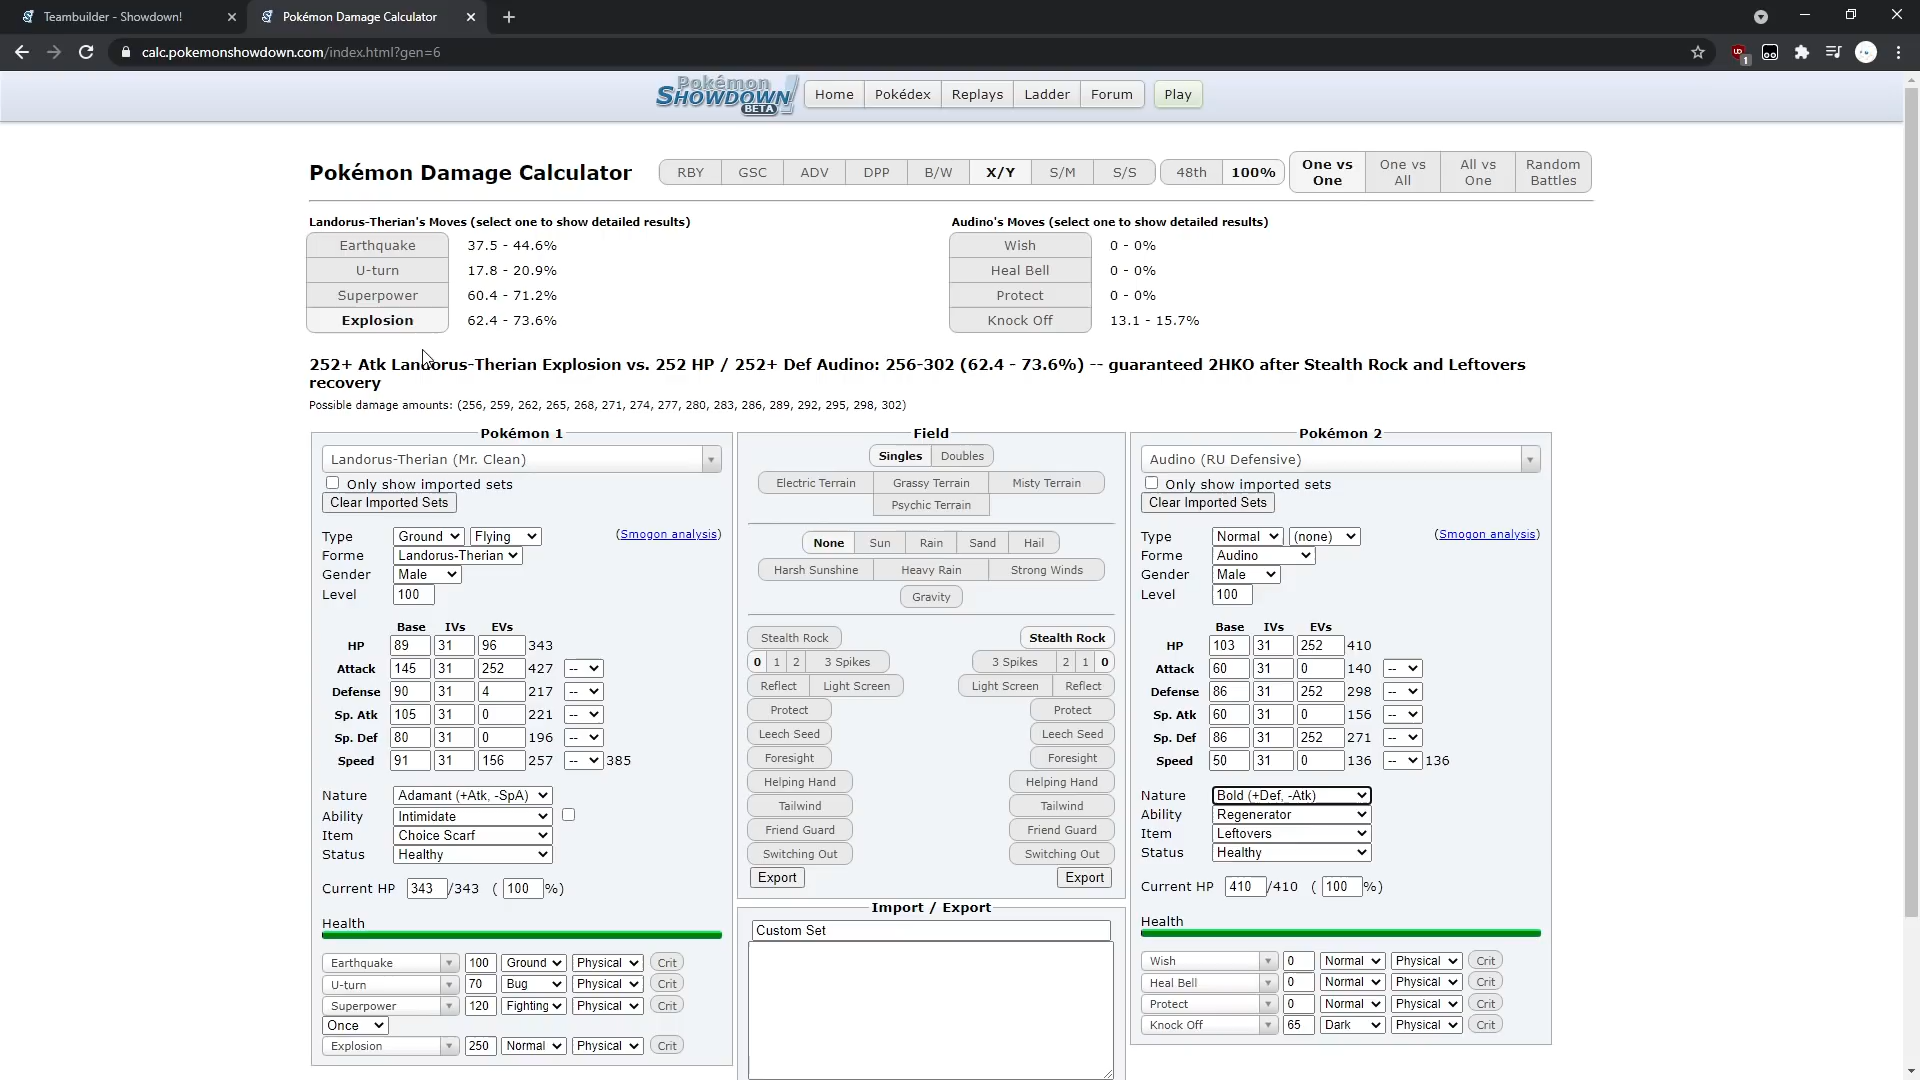 Teambuilder - Showdown!
Pokémon Damage Calculator
calc.pokemonshowdown.com/index.html?gen=6
1
Pokémon Showdown! BETA
Home Pokédex Replays Ladder Forum Play
Pokémon Damage Calculator
RBY GSC ADV DPP B/W X/Y S/M S/S 48th 100%
One vs One One vs All All vs One Random Battles
Landorus-Therian's Moves (select one to show detailed results)
Earthquake 37.5 - 44.6%
U-turn 17.8 - 20.9%
Superpower 60.4 - 71.2%
Explosion 62.4 - 73.6%
Audino's Moves (select one to show detailed results)
Wish 0 - 0%
Heal Bell 0 - 0%
Protect 0 - 0%
Knock Off 13.1 - 15.7%
252+ Atk Landorus-Therian Explosion vs. 252 HP / 252+ Def Audino: 256-302 (62.4 - 73.6%) -- guaranteed 2HKO after Stealth Rock and Leftovers
recovery
Possible damage amounts: (256, 259, 262, 265, 268, 271, 274, 277, 280, 283, 286, 289, 292, 295, 298, 302)
Pokémon 1
Landorus-Therian (Mr. Clean)
Only show imported sets
Clear Imported Sets
Type Ground Flying (Smogon analysis)
Forme Landorus-Therian
Gender Male
Level 100
Base IVs EVs
HP 89 31 96 343
Attack 145 31 252 427 --
Defense 90 31 4 217 --
Sp. Atk 105 31 0 221 --
Sp. Def 80 31 0 196 --
Speed 91 31 156 257 -- 385
Nature Adamant (+Atk, -SpA)
Ability Intimidate
Item Choice Scarf
Status Healthy
Current HP 343 /343 ( 100 %)
Health
Earthquake 100 Ground Physical Crit
U-turn 70 Bug Physical Crit
Superpower 120 Fighting Physical Crit
Once
Explosion 250 Normal Physical Crit
Field
Singles Doubles
Electric Terrain Grassy Terrain Misty Terrain
Psychic Terrain
None Sun Rain Sand Hail
Harsh Sunshine Heavy Rain Strong Winds
Gravity
Stealth Rock Stealth Rock
0 1 2 3 Spikes 3 Spikes 2 1 0
Reflect Light Screen Light Screen Reflect
Protect Protect
Leech Seed Leech Seed
Foresight Foresight
Helping Hand Helping Hand
Tailwind Tailwind
Friend Guard Friend Guard
Switching Out Switching Out
Export Export
Import / Export
Custom Set
Pokémon 2
Audino (RU Defensive)
Only show imported sets
Clear Imported Sets
Type Normal (none) (Smogon analysis)
Forme Audino
Gender Male
Level 100
Base IVs EVs
HP 103 31 252 410
Attack 60 31 0 140 --
Defense 86 31 252 298 --
Sp. Atk 60 31 0 156 --
Sp. Def 86 31 252 271 --
Speed 50 31 0 136 -- 136
Nature Bold (+Def, -Atk)
Ability Regenerator
Item Leftovers
Status Healthy
Current HP 410 /410 ( 100 %)
Health
Wish 0 Normal Physical Crit
Heal Bell 0 Normal Physical Crit
Protect 0 Normal Physical Crit
Knock Off 65 Dark Physical Crit